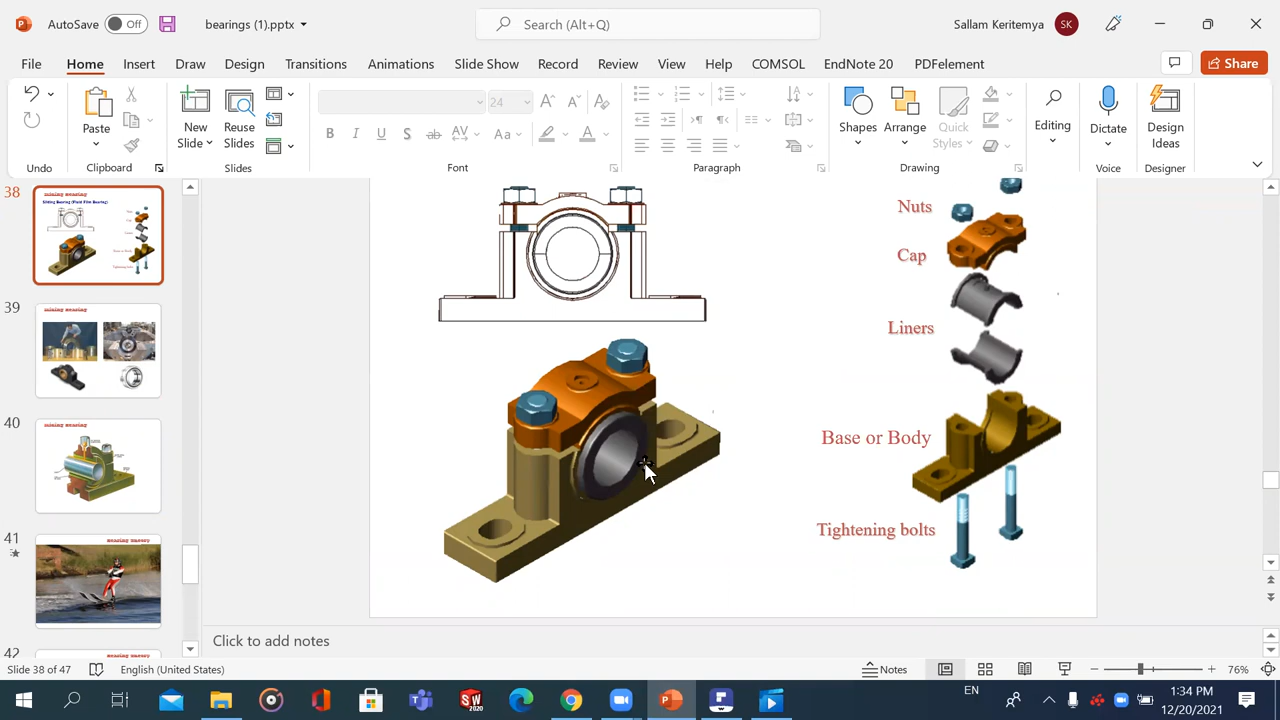 AutoSave Off bearings (1).pptx Search (Alt+Q) Sallam Keritemya SK
File Home Insert Draw Design Transitions Animations Slide Show Record Review View Help COMSOL EndNote 20 PDFelement Share
24
Paste New Slide Reuse Slides Shapes Arrange Quick Styles Editing Dictate Design Ideas
B I U S ab AV Aa A
Undo Clipboard Slides Font Paragraph Drawing Voice Designer
38
39
40
41
42
Nuts
Cap
Liners
Base or Body
Tightening bolts
Click to add notes
Slide 38 of 47 English (United States) Notes 76%
EN
1:34 PM
12/20/2021